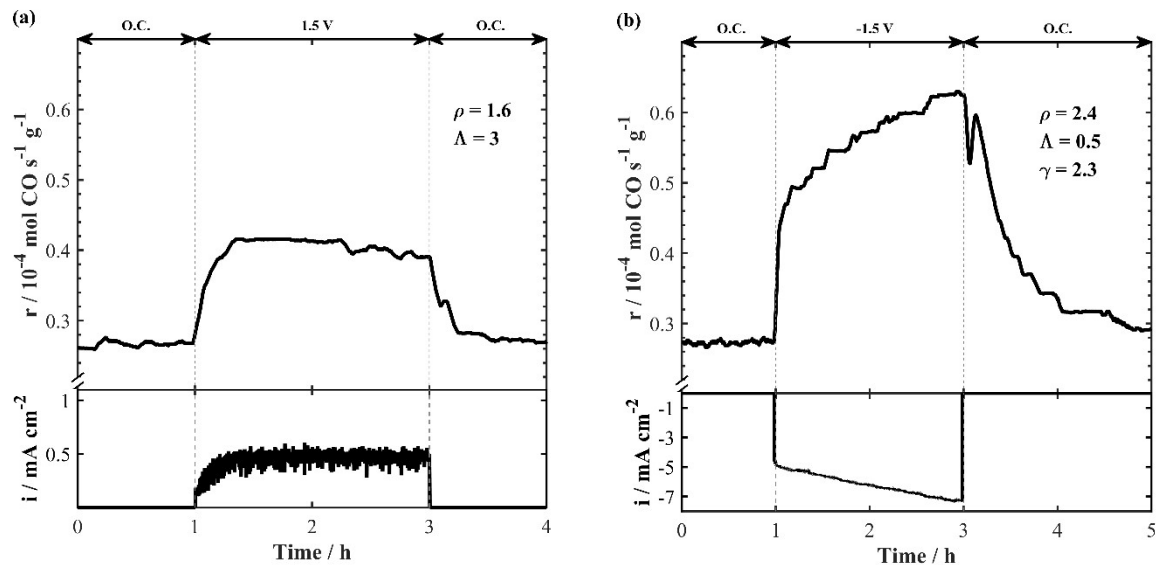 (a)
O.C. 1.5 V O.C.
ρ = 1.6
Λ = 3
r / 10⁻⁴ mol CO s⁻¹ g⁻¹
0.6
0.5
0.4
0.3
i / mA cm⁻²
1
0.5
0 1 2 3 4
Time / h
(b)
O.C. -1.5 V O.C.
ρ = 2.4
Λ = 0.5
γ = 2.3
r / 10⁻⁴ mol CO s⁻¹ g⁻¹
0.6
0.5
0.4
0.3
i / mA cm⁻²
-1
-3
-5
-7
0 1 2 3 4 5
Time / h